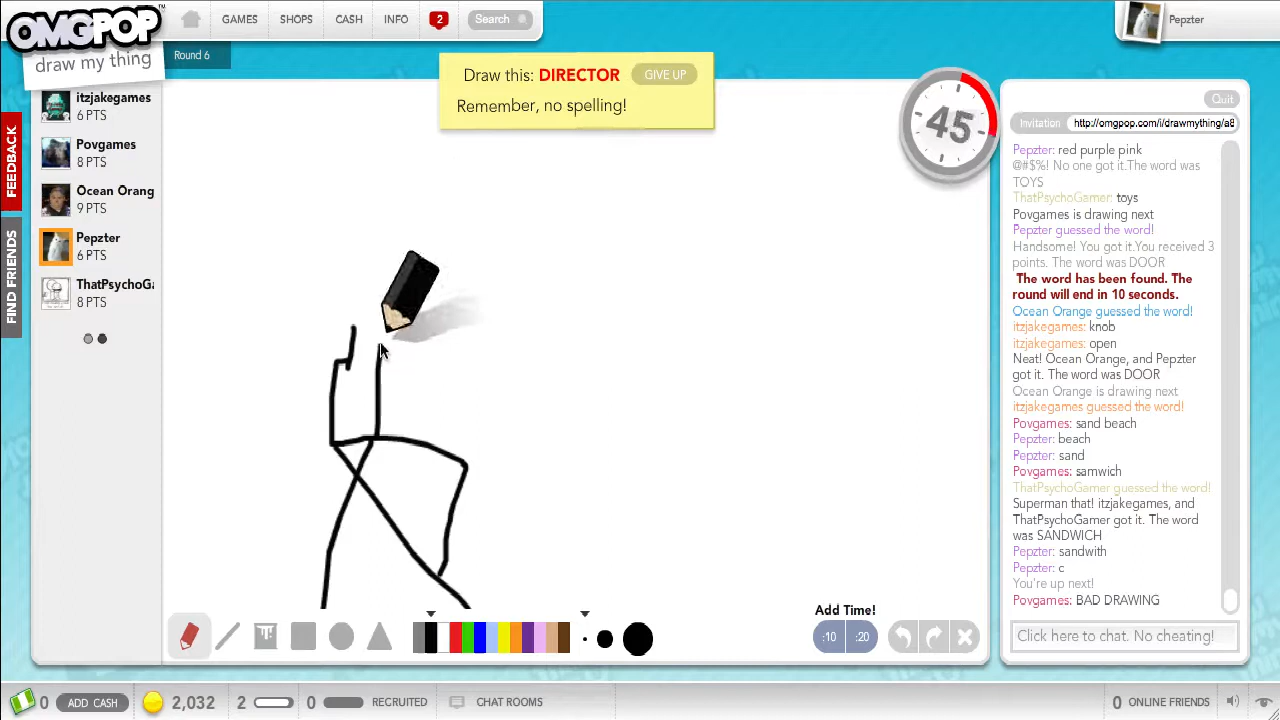 OMGPOP
TM
GAMES
SHOPS
CASH
INFO
2
Search
Pepzter
draw my thing
Round 6
Draw this: DIRECTOR
GIVE UP
Remember, no spelling!
45
FEEDBACK
FIND FRIENDS
itzjakegames
6 PTS
Povgames
8 PTS
Ocean Orang
9 PTS
Pepzter
6 PTS
ThatPsychoGa
8 PTS
Quit
Invitation
http://omgpop.com/i/drawmything/a8
Pepzter: red purple pink
@#$%! No one got it.The word was
TOYS
ThatPsychoGamer: toys
Povgames is drawing next
Pepzter guessed the word!
Handsome! You got it.You received 3
points. The word was DOOR
The word has been found. The
round will end in 10 seconds.
Ocean Orange guessed the word!
itzjakegames: knob
itzjakegames: open
Neat! Ocean Orange, and Pepzter
got it. The word was DOOR
Ocean Orange is drawing next
itzjakegames guessed the word!
Povgames: sand beach
Pepzter: beach
Pepzter: sand
Povgames: samwich
ThatPsychoGamer guessed the word!
Superman that! itzjakegames, and
ThatPsychoGamer got it. The word
was SANDWICH
Pepzter: sandwith
Pepzter: c
You're up next!
Povgames: BAD DRAWING
Click here to chat. No cheating!
Add Time!
:10
:20
0
ADD CASH
2,032
2
0
RECRUITED
CHAT ROOMS
0 ONLINE FRIENDS